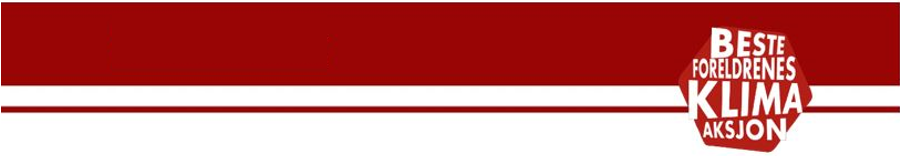 BESTE
FORELDRENES
KLIMA
AKSJON